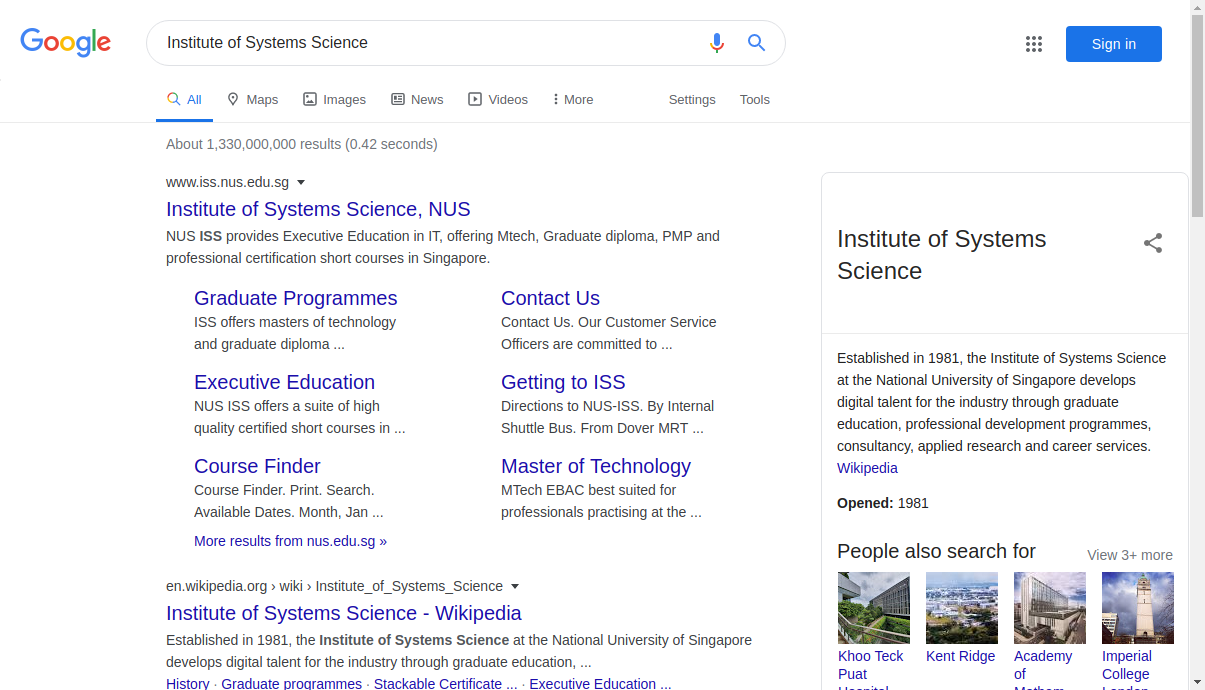 Google
Institute of Systems Science
Sign in
All
Maps
Images
News
Videos
More
Settings
Tools
About 1,330,000,000 results (0.42 seconds)
www.iss.nus.edu.sg
Institute of Systems Science, NUS
NUS ISS provides Executive Education in IT, offering Mtech, Graduate diploma, PMP and
professional certification short courses in Singapore.
Graduate Programmes
ISS offers masters of technology
and graduate diploma ...
Contact Us
Contact Us. Our Customer Service
Officers are committed to ...
Executive Education
NUS ISS offers a suite of high
quality certified short courses in ...
Getting to ISS
Directions to NUS-ISS. By Internal
Shuttle Bus. From Dover MRT ...
Course Finder
Course Finder. Print. Search.
Available Dates. Month, Jan ...
Master of Technology
MTech EBAC best suited for
professionals practising at the ...
More results from nus.edu.sg »
en.wikipedia.org › wiki › Institute_of_Systems_Science
Institute of Systems Science - Wikipedia
Established in 1981, the Institute of Systems Science at the National University of Singapore
develops digital talent for the industry through graduate education, ...
History · Graduate programmes · Stackable Certificate ... · Executive Education ...
Institute of Systems
Science
Established in 1981, the Institute of Systems Science
at the National University of Singapore develops
digital talent for the industry through graduate
education, professional development programmes,
consultancy, applied research and career services.
Wikipedia
Opened: 1981
People also search for
View 3+ more
Khoo Teck
Puat
Hospital
Kent Ridge
Academy
of
Mathem...
Imperial
College
London